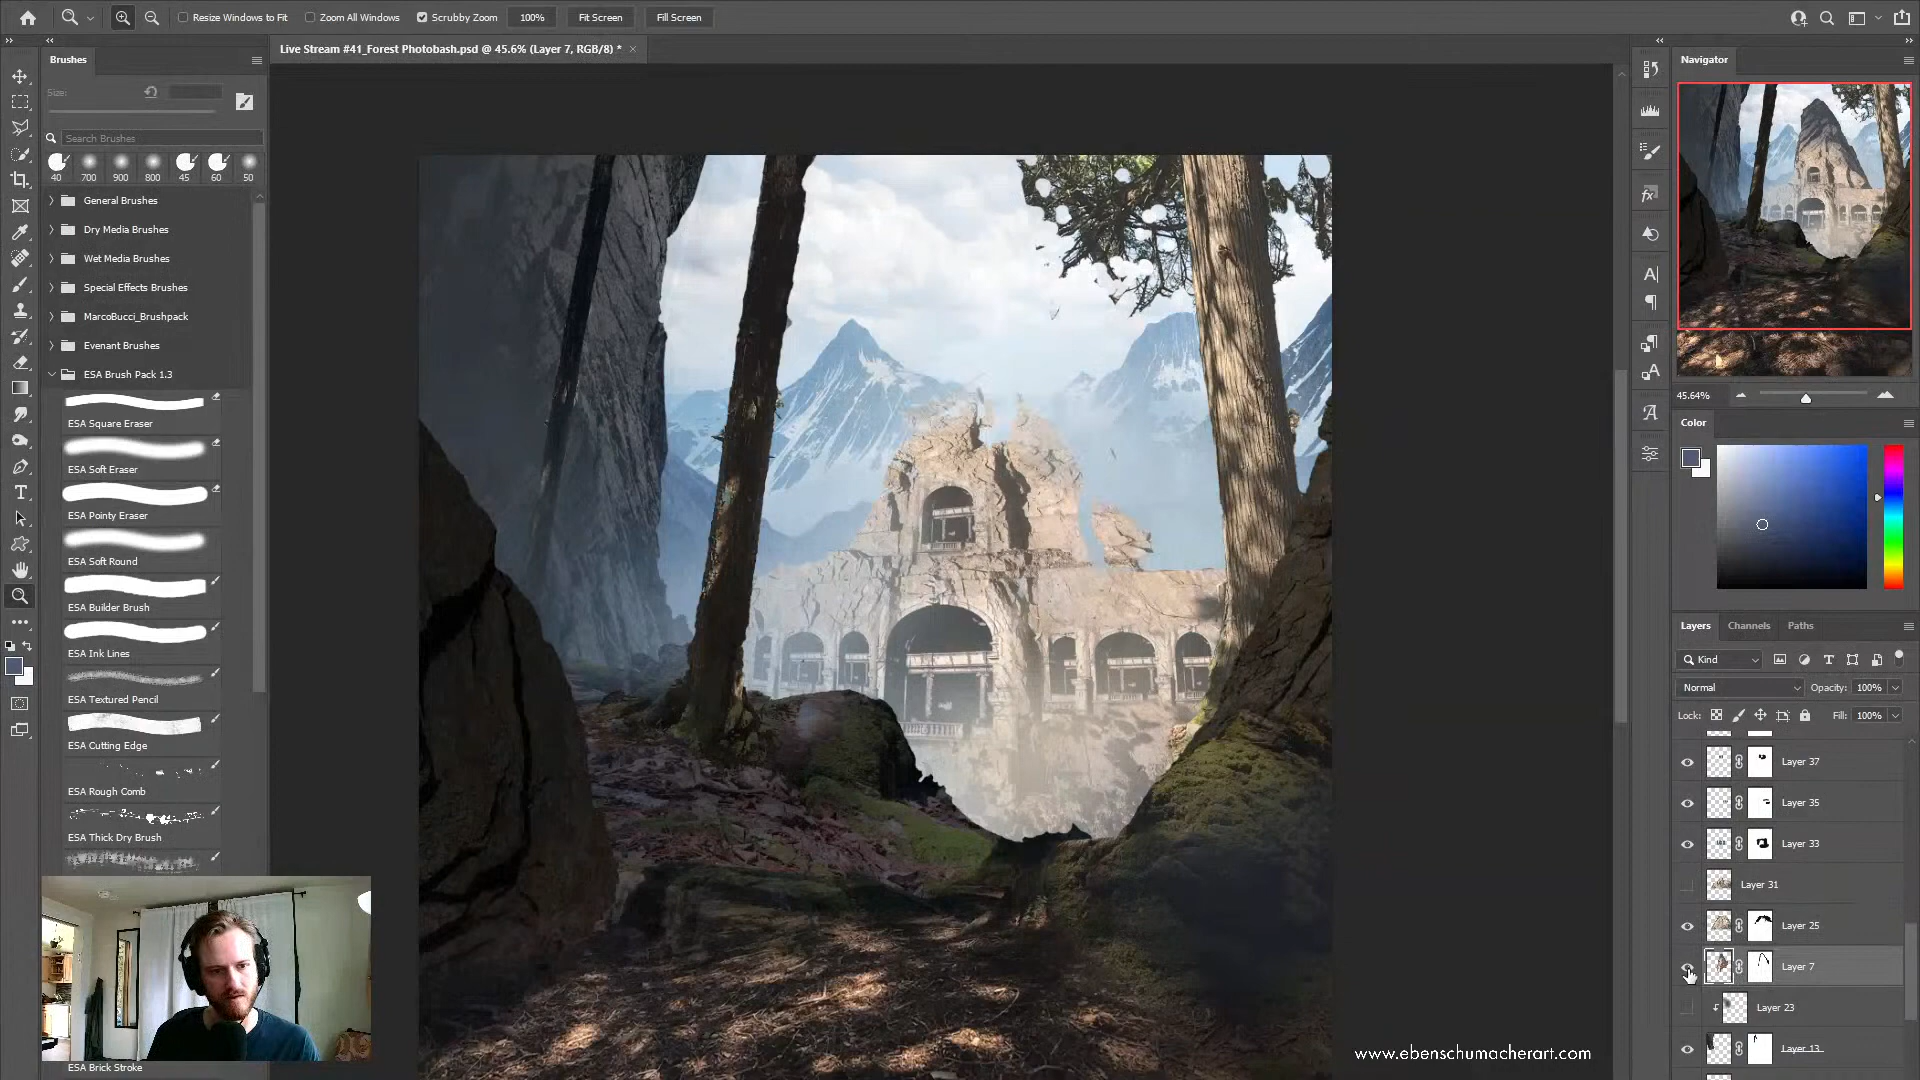 Resize Windows to Fit
Zoom All Windows
Scrubby Zoom
100%
Fit Screen
Fill Screen
Live Stream #41_Forest Photobash.psd @ 45.6% (Layer 7, RGB/8) *
Brushes
Size:
Search Brushes
40 700 900 800 45 60 50
General Brushes
Dry Media Brushes
Wet Media Brushes
Special Effects Brushes
MarcoBucci_Brushpack
Evenant Brushes
ESA Brush Pack 1.3
ESA Square Eraser
ESA Soft Eraser
ESA Pointy Eraser
ESA Soft Round
ESA Builder Brush
ESA Ink Lines
ESA Textured Pencil
ESA Cutting Edge
ESA Rough Comb
ESA Thick Dry Brush
ESA Brick Stroke
www.ebenschumacherart.com
Navigator
45.64%
Color
Layers
Channels
Paths
Kind
Normal
Opacity: 100%
Lock:
Fill: 100%
Layer 37
Layer 35
Layer 33
Layer 31
Layer 25
Layer 7
Layer 23
Layer 13